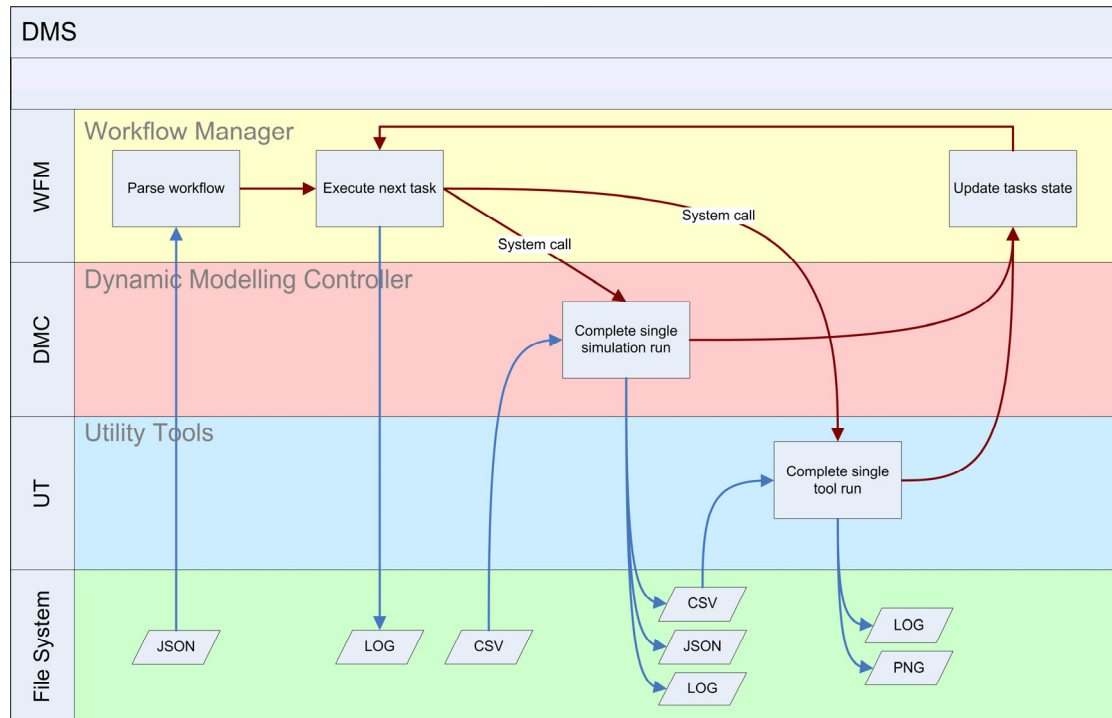 DMS
WFM
Workflow Manager
Parse workflow
Execute next task
Update tasks state
System call
System call
DMC
Dynamic Modelling Controller
Complete single
simulation run
UT
Utility Tools
Complete single
tool run
File System
JSON
LOG
CSV
CSV
JSON
LOG
LOG
PNG